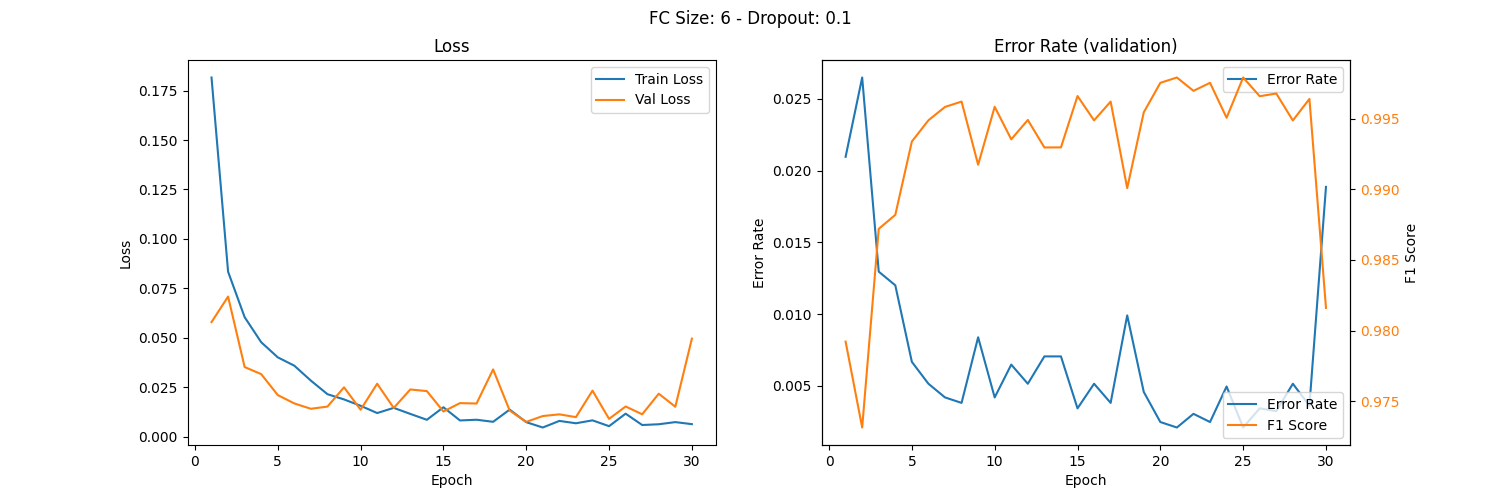 FC Size: 6 - Dropout: 0.1
Loss
Train Loss
Val Loss
0.175
0.150
0.125
0.100
0.075
0.050
0.025
0.000
Loss
0
5
10
15
20
25
30
Epoch
Error Rate (validation)
Error Rate
0.025
0.020
0.015
0.010
0.005
Error Rate
0.995
0.990
0.985
0.980
0.975
F1 Score
Error Rate
F1 Score
0
5
10
15
20
25
30
Epoch